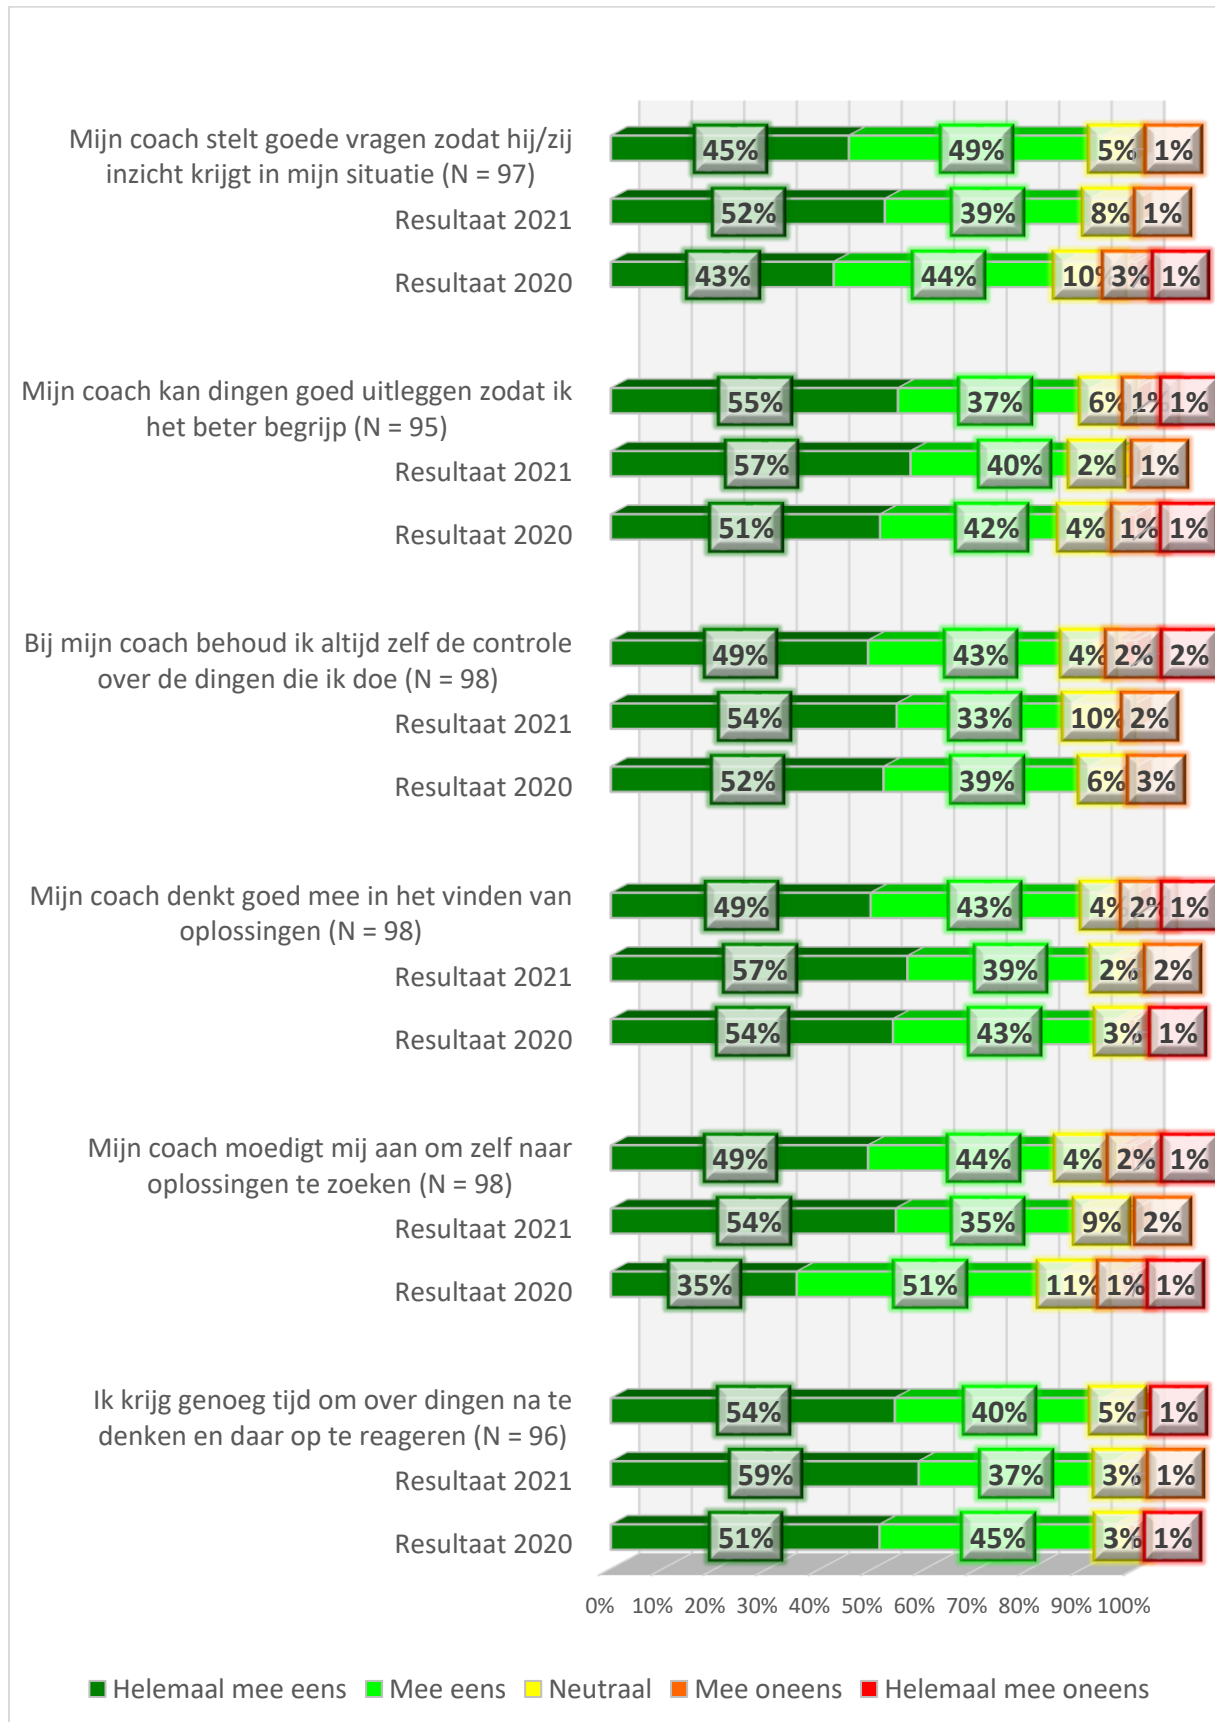 Mijn coach stelt goede vragen zodat hij/zij
inzicht krijgt in mijn situatie (N = 97)
45% 49% 5% 1%
Resultaat 2021
52% 39% 8% 1%
Resultaat 2020
43% 44% 10% 3% 1%
Mijn coach kan dingen goed uitleggen zodat ik
het beter begrijp (N = 95)
55% 37% 6% 1% 1%
Resultaat 2021
57% 40% 2% 1%
Resultaat 2020
51% 42% 4% 1% 1%
Bij mijn coach behoud ik altijd zelf de controle
over de dingen die ik doe (N = 98)
49% 43% 4% 2% 2%
Resultaat 2021
54% 33% 10% 2%
Resultaat 2020
52% 39% 6% 3%
Mijn coach denkt goed mee in het vinden van
oplossingen (N = 98)
49% 43% 4% 2% 1%
Resultaat 2021
57% 39% 2% 2%
Resultaat 2020
54% 43% 3% 1%
Mijn coach moedigt mij aan om zelf naar
oplossingen te zoeken (N = 98)
49% 44% 4% 2% 1%
Resultaat 2021
54% 35% 9% 2%
Resultaat 2020
35% 51% 11% 1% 1%
Ik krijg genoeg tijd om over dingen na te
denken en daar op te reageren (N = 96)
54% 40% 5% 1%
Resultaat 2021
59% 37% 3% 1%
Resultaat 2020
51% 45% 3% 1%
0% 10% 20% 30% 40% 50% 60% 70% 80% 90% 100%
Helemaal mee eens Mee eens Neutraal Mee oneens Helemaal mee oneens